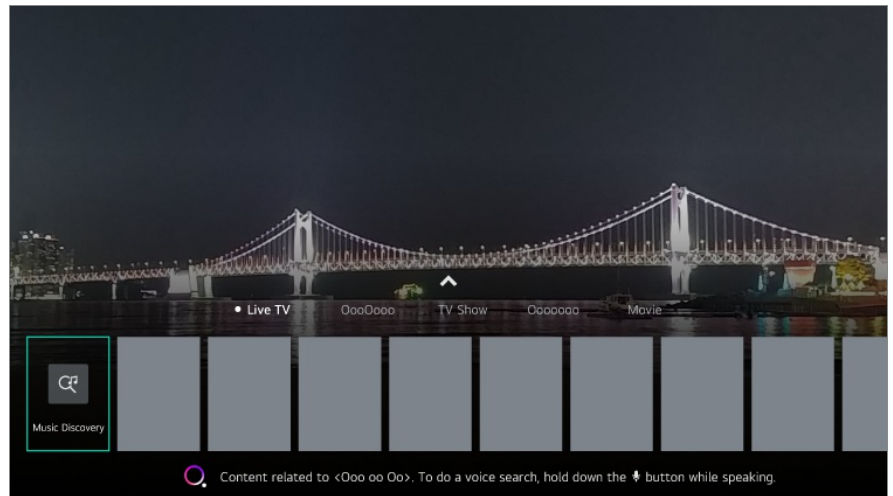 Live TV
OooOooo
TV Show
Ooooooo
Movie
Music Discovery
Content related to <Ooo oo Oo>. To do a voice search, hold down the button while speaking.